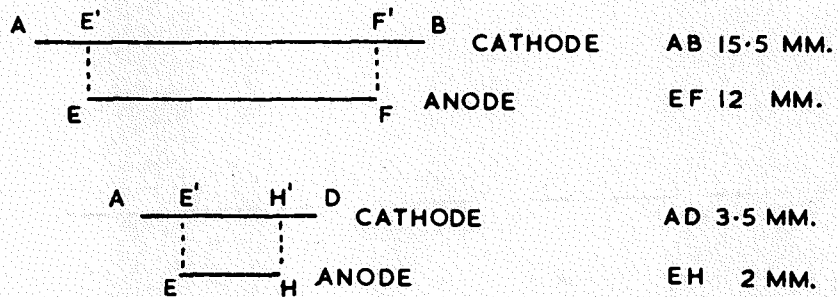 A E' F' B CATHODE AB 15·5 MM.
E F ANODE EF 12 MM.
A E' H' D CATHODE AD 3·5 MM.
E H ANODE EH 2 MM.